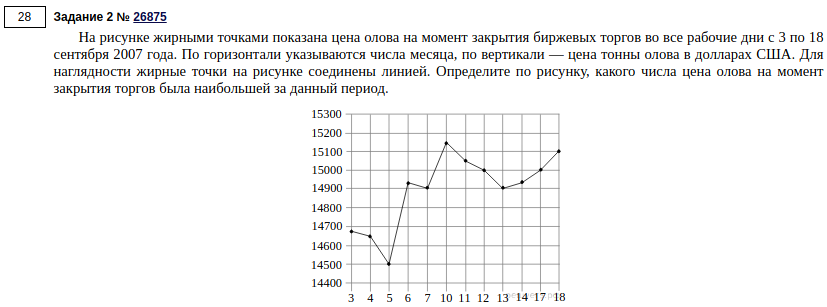 28
Задание 2 № 26875
На рисунке жирными точками показана цена олова на момент закрытия биржевых торгов во все рабочие дни с 3 по 18
сентября 2007 года. По горизонтали указываются числа месяца, по вертикали — цена тонны олова в долларах США. Для
наглядности жирные точки на рисунке соединены линией. Определите по рисунку, какого числа цена олова на момент
закрытия торгов была наибольшей за данный период.
15300
15200
15100
15000
14900
14800
14700
14600
14500
14400
3 4 5 6 7 10 11 12 13 14 17 18